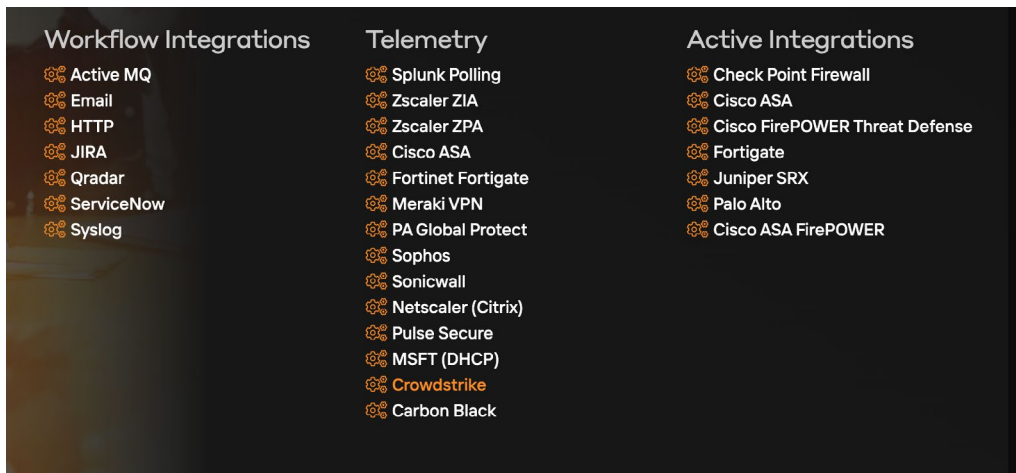 Workflow Integrations
Active MQ
Email
HTTP
JIRA
Qradar
ServiceNow
Syslog
Telemetry
Splunk Polling
Zscaler ZIA
Zscaler ZPA
Cisco ASA
Fortinet Fortigate
Meraki VPN
PA Global Protect
Sophos
Sonicwall
Netscaler (Citrix)
Pulse Secure
MSFT (DHCP)
Crowdstrike
Carbon Black
Active Integrations
Check Point Firewall
Cisco ASA
Cisco FirePOWER Threat Defense
Fortigate
Juniper SRX
Palo Alto
Cisco ASA FirePOWER